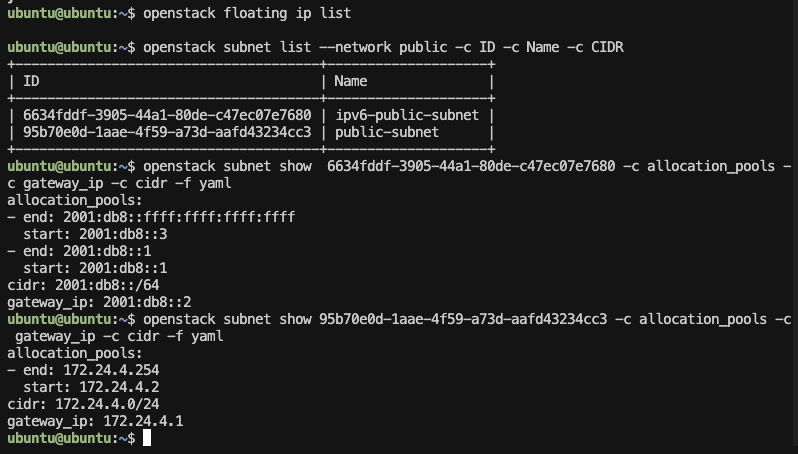 ubuntu@ubuntu:~$ openstack floating ip list

ubuntu@ubuntu:~$ openstack subnet list --network public -c ID -c Name -c CIDR
+--------------------------------------+--------------------+
| ID                                   | Name               |
+--------------------------------------+--------------------+
| 6634fddf-3905-44a1-80de-c47ec07e7680 | ipv6-public-subnet |
| 95b70e0d-1aae-4f59-a73d-aafd43234cc3 | public-subnet      |
+--------------------------------------+--------------------+
ubuntu@ubuntu:~$ openstack subnet show  6634fddf-3905-44a1-80de-c47ec07e7680 -c allocation_pools -
c gateway_ip -c cidr -f yaml
allocation_pools:
- end: 2001:db8::ffff:ffff:ffff:ffff
  start: 2001:db8::3
- end: 2001:db8::1
  start: 2001:db8::1
cidr: 2001:db8::/64
gateway_ip: 2001:db8::2
ubuntu@ubuntu:~$ openstack subnet show 95b70e0d-1aae-4f59-a73d-aafd43234cc3 -c allocation_pools -c
 gateway_ip -c cidr -f yaml
allocation_pools:
- end: 172.24.4.254
  start: 172.24.4.2
cidr: 172.24.4.0/24
gateway_ip: 172.24.4.1
ubuntu@ubuntu:~$